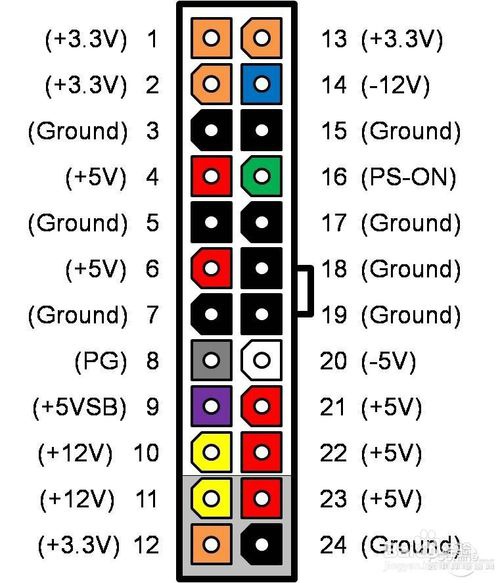 (+3.3V) 1 13 (+3.3V)
(+3.3V) 2 14 (-12V)
(Ground) 3 15 (Ground)
(+5V) 4 16 (PS-ON)
(Ground) 5 17 (Ground)
(+5V) 6 18 (Ground)
(Ground) 7 19 (Ground)
(PG) 8 20 (-5V)
(+5VSB) 9 21 (+5V)
(+12V) 10 22 (+5V)
(+12V) 11 23 (+5V)
(+3.3V) 12 24 (Ground)